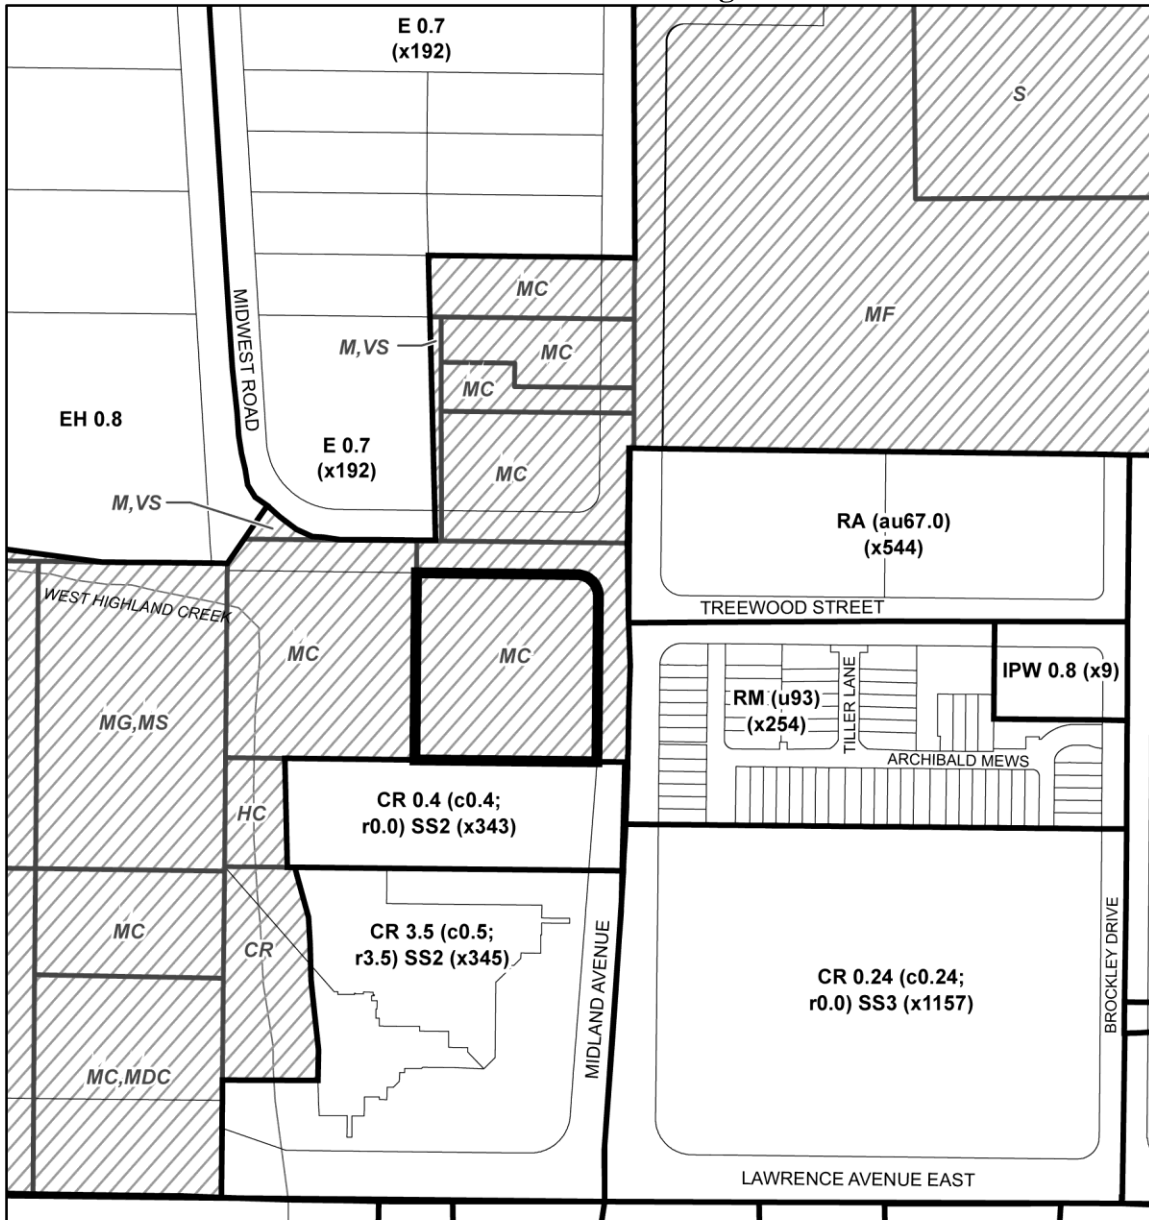 E 0.7
(x192)
S
MC
MF
MIDWEST ROAD
M,VS
MC
MC
EH 0.8
E 0.7
(x192)
MC
M,VS
RA (au67.0)
(x544)
WEST HIGHLAND CREEK
TREEWOOD STREET
MC
MC
IPW 0.8 (x9)
RM (u93)
(x254)
TILLER LANE
MG,MS
ARCHIBALD MEWS
HC
CR 0.4 (c0.4;
r0.0) SS2 (x343)
MC
CR
CR 3.5 (c0.5;
r3.5) SS2 (x345)
MIDLAND AVENUE
CR 0.24 (c0.24;
r0.0) SS3 (x1157)
BROCKLEY DRIVE
MC,MDC
LAWRENCE AVENUE EAST